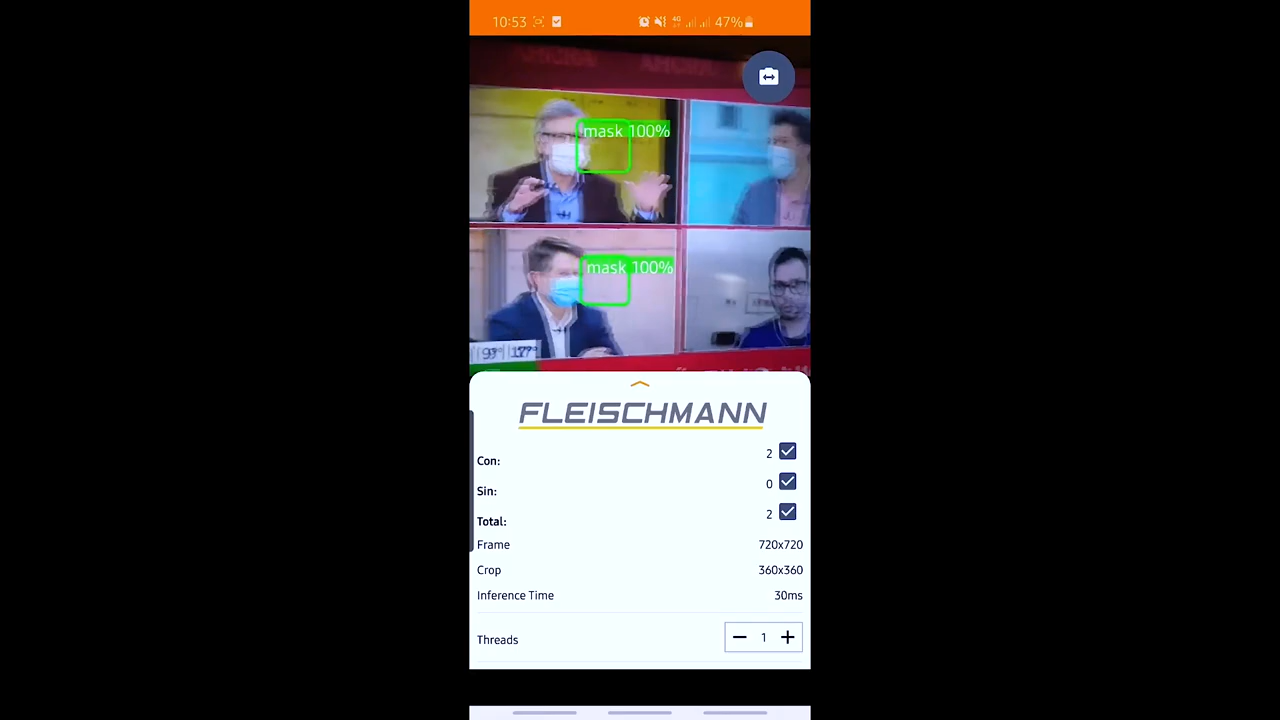 10:53 4G 47%
mask 100%
mask 100%
FLEISCHMANN
Con: 2
Sin: 0
Total: 2
Frame 720x720
Crop 360x360
Inference Time 30ms
Threads 1